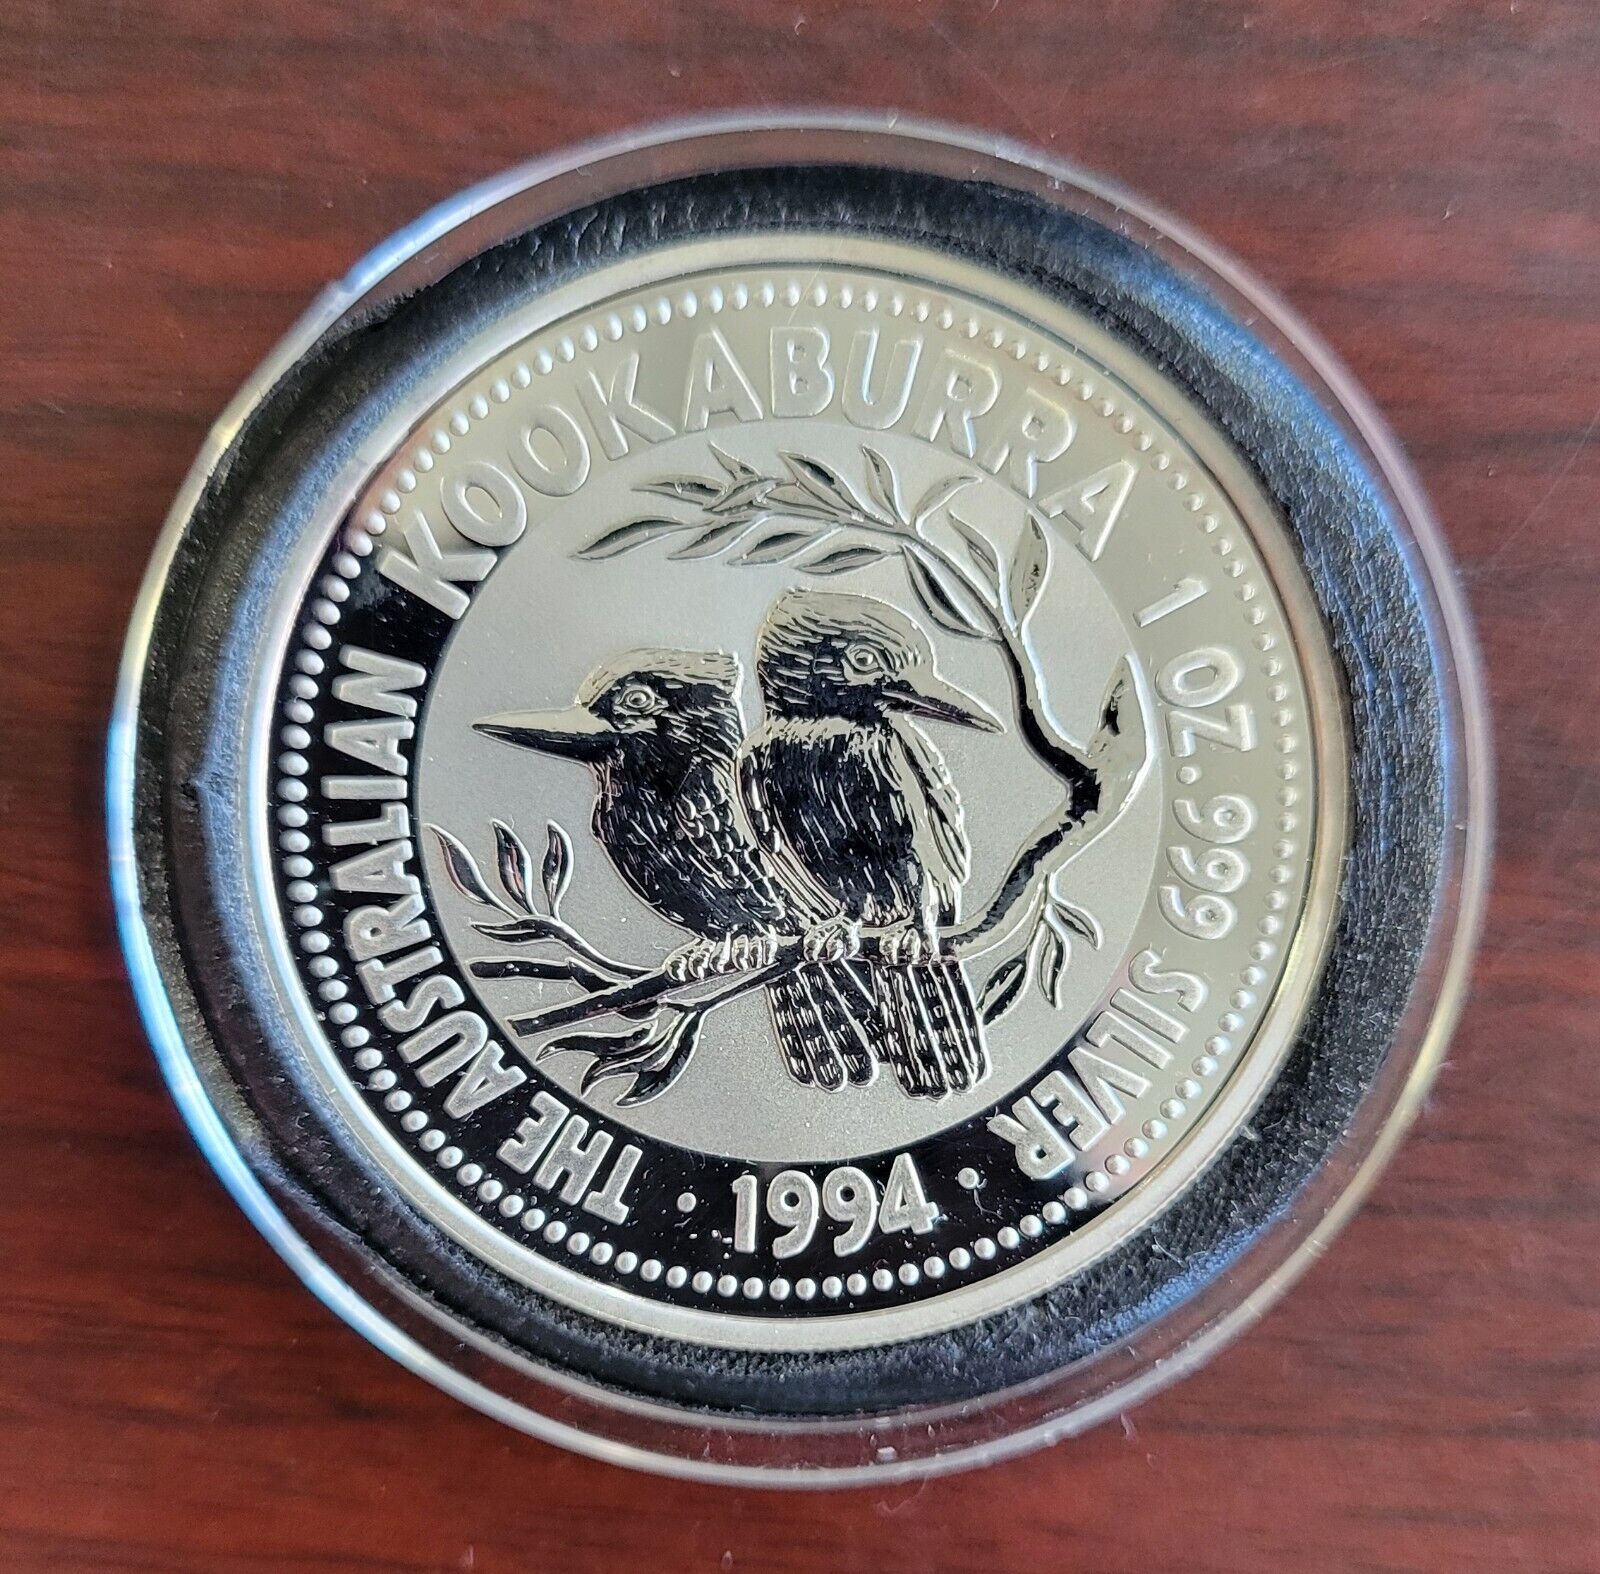 THE AUSTRALIAN KOOKABURRA 1 OZ. 999 SILVER
· 1994 ·